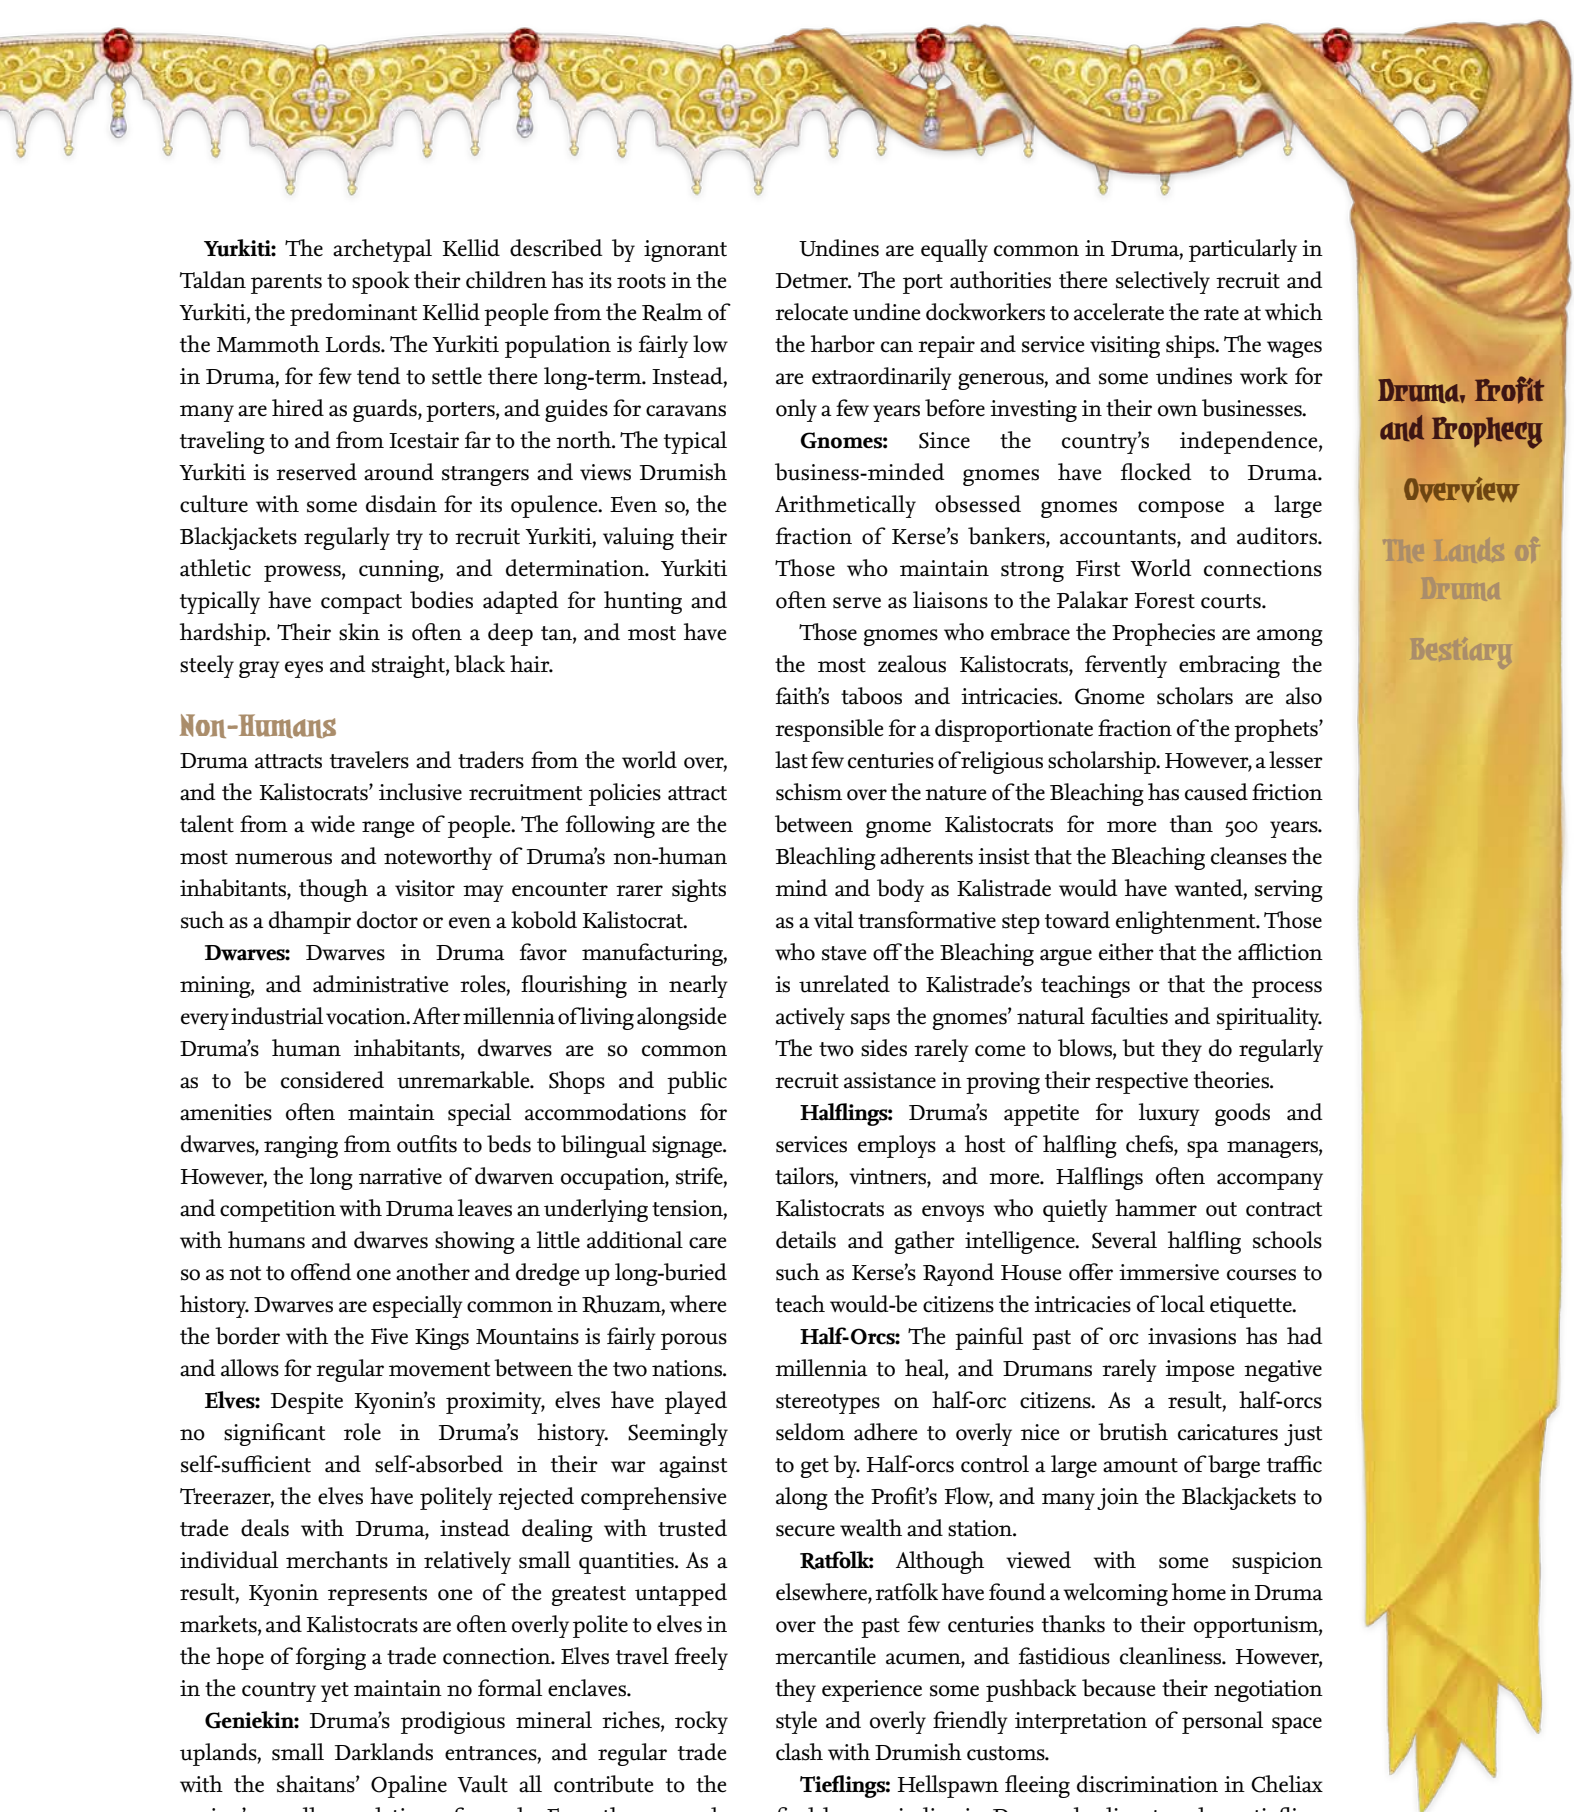 Yurkiti: The archetypal Kellid described by ignorant
Taldan parents to spook their children has its roots in the
Yurkiti, the predominant Kellid people from the Realm of
the Mammoth Lords. The Yurkiti population is fairly low
in Druma, for few tend to settle there long-term. Instead,
many are hired as guards, porters, and guides for caravans
traveling to and from Icestair far to the north. The typical
Yurkiti is reserved around strangers and views Drumish
culture with some disdain for its opulence. Even so, the
Blackjackets regularly try to recruit Yurkiti, valuing their
athletic prowess, cunning, and determination. Yurkiti
typically have compact bodies adapted for hunting and
hardship. Their skin is often a deep tan, and most have
steely gray eyes and straight, black hair.
Non-Humans
Druma attracts travelers and traders from the world over,
and the Kalistocrats' inclusive recruitment policies attract
talent from a wide range of people. The following are the
most numerous and noteworthy of Druma's non-human
inhabitants, though a visitor may encounter rarer sights
such as a dhampir doctor or even a kobold Kalistocrat.
Dwarves: Dwarves in Druma favor manufacturing,
mining, and administrative roles, flourishing in nearly
every industrial vocation. After millennia of living alongside
Druma's human inhabitants, dwarves are so common
as to be considered unremarkable. Shops and public
amenities often maintain special accommodations for
dwarves, ranging from outfits to beds to bilingual signage.
However, the long narrative of dwarven occupation, strife,
and competition with Druma leaves an underlying tension,
with humans and dwarves showing a little additional care
so as not to offend one another and dredge up long-buried
history. Dwarves are especially common in Rhuzam, where
the border with the Five Kings Mountains is fairly porous
and allows for regular movement between the two nations.
Elves: Despite Kyonin's proximity, elves have played
no significant role in Druma's history. Seemingly
self-sufficient and self-absorbed in their war against
Treerazer, the elves have politely rejected comprehensive
trade deals with Druma, instead dealing with trusted
individual merchants in relatively small quantities. As a
result, Kyonin represents one of the greatest untapped
markets, and Kalistocrats are often overly polite to elves in
the hope of forging a trade connection. Elves travel freely
in the country yet maintain no formal enclaves.
Geniekin: Druma's prodigious mineral riches, rocky
uplands, small Darklands entrances, and regular trade
with the shaitans' Opaline Vault all contribute to the
Undines are equally common in Druma, particularly in
Detmer. The port authorities there selectively recruit and
relocate undine dockworkers to accelerate the rate at which
the harbor can repair and service visiting ships. The wages
are extraordinarily generous, and some undines work for
only a few years before investing in their own businesses.
Gnomes: Since the country's independence,
business-minded gnomes have flocked to Druma.
Arithmetically obsessed gnomes compose a large
fraction of Kerse's bankers, accountants, and auditors.
Those who maintain strong First World connections
often serve as liaisons to the Palakar Forest courts.
Those gnomes who embrace the Prophecies are among
the most zealous Kalistocrats, fervently embracing the
faith's taboos and intricacies. Gnome scholars are also
responsible for a disproportionate fraction of the prophets'
last few centuries of religious scholarship. However, a lesser
schism over the nature of the Bleaching has caused friction
between gnome Kalistocrats for more than 500 years.
Bleachling adherents insist that the Bleaching cleanses the
mind and body as Kalistrade would have wanted, serving
as a vital transformative step toward enlightenment. Those
who stave off the Bleaching argue either that the affliction
is unrelated to Kalistrade's teachings or that the process
actively saps the gnomes' natural faculties and spirituality.
The two sides rarely come to blows, but they do regularly
recruit assistance in proving their respective theories.
Halflings: Druma's appetite for luxury goods and
services employs a host of halfling chefs, spa managers,
tailors, vintners, and more. Halflings often accompany
Kalistocrats as envoys who quietly hammer out contract
details and gather intelligence. Several halfling schools
such as Kerse's Rayond House offer immersive courses to
teach would-be citizens the intricacies of local etiquette.
Half-Orcs: The painful past of orc invasions has had
millennia to heal, and Drumans rarely impose negative
stereotypes on half-orc citizens. As a result, half-orcs
seldom adhere to overly nice or brutish caricatures just
to get by. Half-orcs control a large amount of barge traffic
along the Profit's Flow, and many join the Blackjackets to
secure wealth and station.
Ratfolk: Although viewed with some suspicion
elsewhere, ratfolk have found a welcoming home in Druma
over the past few centuries thanks to their opportunism,
mercantile acumen, and fastidious cleanliness. However,
they experience some pushback because their negotiation
style and overly friendly interpretation of personal space
clash with Drumish customs.
Tieflings: Hellspawn fleeing discrimination in Cheliax
Druma, Profit
and Prophecy
Overview
The Lands of
Druma
Bestiary